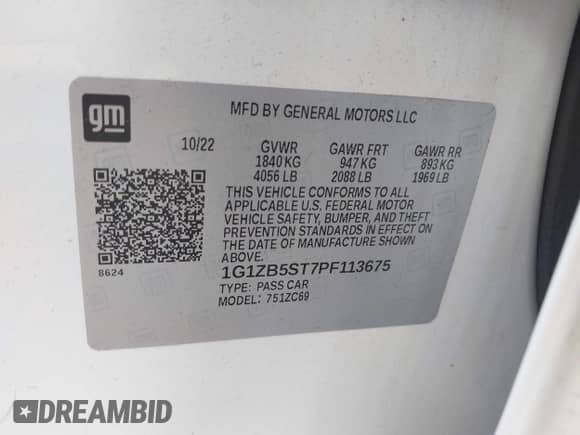 gm
MFD BY GENERAL MOTORS LLC
10/22 GVWR GAWR FRT GAWR RR
1840 KG 947 KG 893 KG
4056 LB 2088 LB 1969 LB
THIS VEHICLE CONFORMS TO ALL
APPLICABLE U.S. FEDERAL MOTOR
VEHICLE SAFETY, BUMPER, AND THEFT
PREVENTION STANDARDS IN EFFECT ON
THE DATE OF MANUFACTURE SHOWN
ABOVE.
8624
1G1ZB5ST7PF113675
TYPE: PASS CAR
MODEL: 751ZC69
DREAMBID